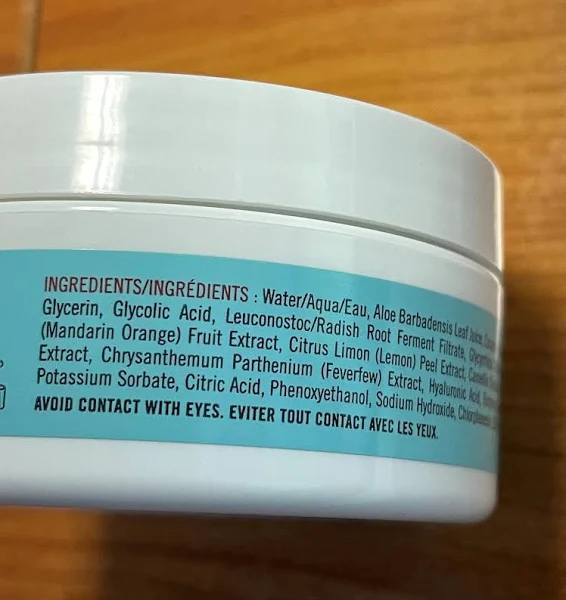 INGREDIENTS/INGRÉDIENTS : Water/Aqua/Eau, Aloe Barbadensis Leaf Juice,
Glycerin, Glycolic Acid, Leuconostoc/Radish Root Ferment Filtrate,
(Mandarin Orange) Fruit Extract, Citrus Limon (Lemon) Peel Extract, Camellia
Extract, Chrysanthemum Parthenium (Feverfew) Extract, Hyaluronic Acid,
Potassium Sorbate, Citric Acid, Phenoxyethanol, Sodium Hydroxide,
AVOID CONTACT WITH EYES. EVITER TOUT CONTACT AVEC LES YEUX.